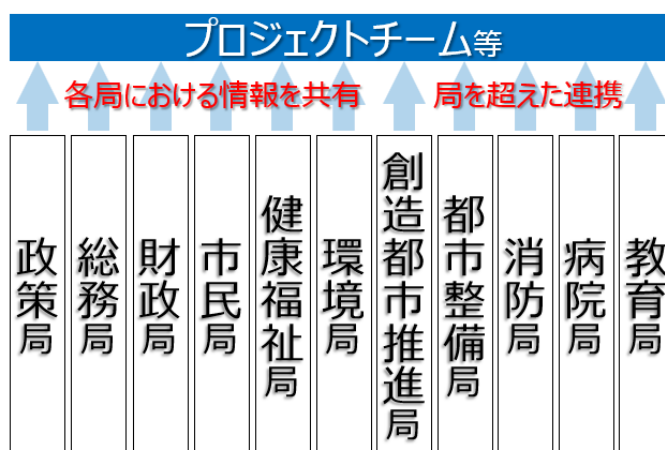 プロジェクトチーム等
各局における情報を共有
局を超えた連携
政策局
総務局
財政局
市民局
健康福祉局
環境局
創造都市推進局
都市整備局
消防局
病院局
教育局